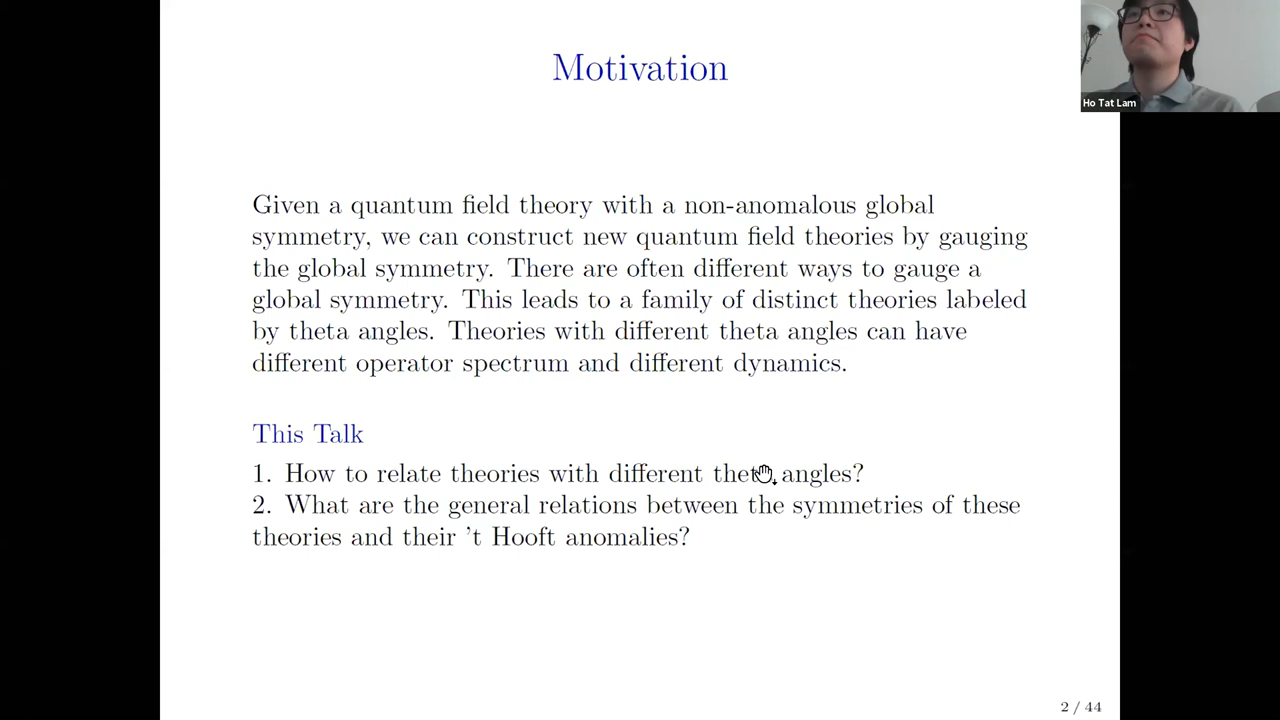 Motivation
Ho Tat Lam
Given a quantum field theory with a non-anomalous global
symmetry, we can construct new quantum field theories by gauging
the global symmetry. There are often different ways to gauge a
global symmetry. This leads to a family of distinct theories labeled
by theta angles. Theories with different theta angles can have
different operator spectrum and different dynamics.
This Talk
1. How to relate theories with different theta angles?
2. What are the general relations between the symmetries of these
theories and their 't Hooft anomalies?
2 / 44